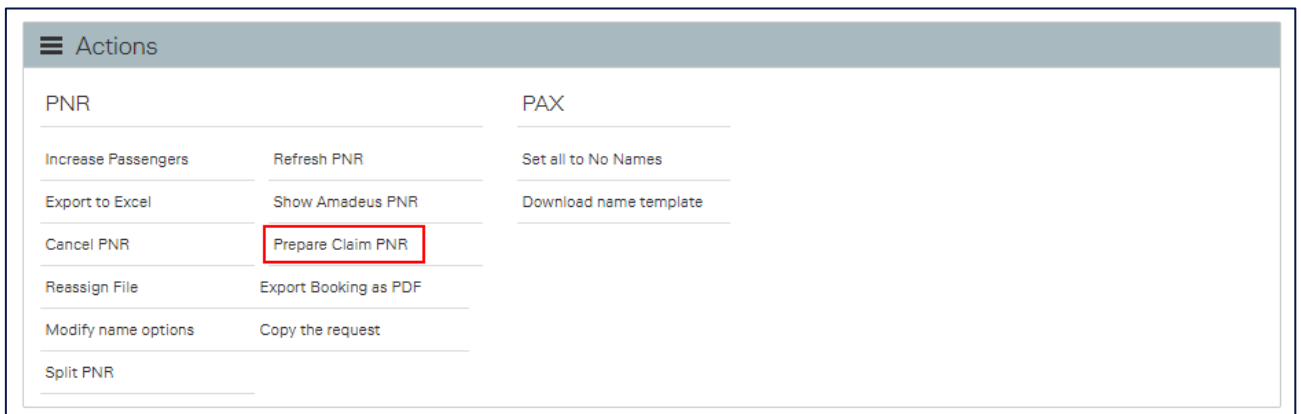 Actions
PNR
PAX
Increase Passengers
Refresh PNR
Set all to No Names
Export to Excel
Show Amadeus PNR
Download name template
Cancel PNR
Prepare Claim PNR
Reassign File
Export Booking as PDF
Modify name options
Copy the request
Split PNR